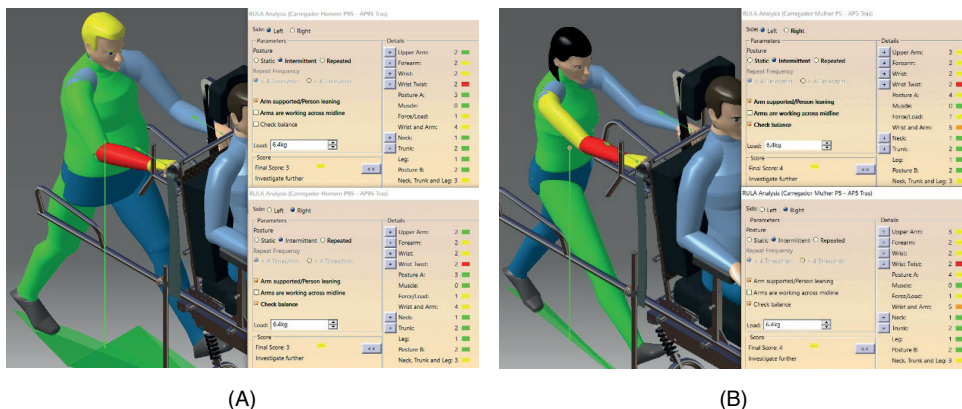 RULA Analysis (Carregador Homem P95 - AP95 Tras)
Side: Left Right
Parameters
Posture
Static Intermittent Repeated
Repeat Frequency
Arm supported/Person leaning
Arms are working across midline
Check balance
Load: 6.4kg
Score
Final Score: 3
Investigate further
<<
Details
+ Upper Arm: 2
+ Forearm: 2
+ Wrist: 2
+ Wrist Twist: 2
Posture A: 3
Muscle: 0
Force/Load: 1
Wrist and Arm: 4
+ Neck: 1
+ Trunk: 2
Leg: 1
Posture B: 2
Neck, Trunk and Leg: 3
RULA Analysis (Carregador Homem P95 - AP95 Tras)
Side: Left Right
Parameters
Posture
Static Intermittent Repeated
Repeat Frequency
Arm supported/Person leaning
Arms are working across midline
Check balance
Load: 6.4kg
Score
Final Score: 3
Investigate further
<<
Details
+ Upper Arm: 2
+ Forearm: 2
+ Wrist: 2
+ Wrist Twist: 2
Posture A: 3
Muscle: 0
Force/Load: 1
Wrist and Arm: 4
+ Neck: 1
+ Trunk: 2
Leg: 1
Posture B: 2
Neck, Trunk and Leg: 3
(A)
RULA Analysis (Carregador Mulher P5 - AP5 Tras)
Side: Left Right
Parameters
Posture
Static Intermittent Repeated
Repeat Frequency
Arm supported/Person leaning
Arms are working across midline
Check balance
Load: 6.4kg
Score
Final Score: 4
Investigate further
<<
Details
+ Upper Arm: 3
+ Forearm: 2
+ Wrist: 2
+ Wrist Twist: 2
Posture A: 4
Muscle: 0
Force/Load: 1
Wrist and Arm: 5
+ Neck: 1
+ Trunk: 2
Leg: 1
Posture B: 2
Neck, Trunk and Leg: 3
RULA Analysis (Carregador Mulher P5 - AP5 Tras)
Side: Left Right
Parameters
Posture
Static Intermittent Repeated
Repeat Frequency
Arm supported/Person leaning
Arms are working across midline
Check balance
Load: 6.4kg
Score
Final Score: 4
Investigate further
<<
Details
+ Upper Arm: 3
+ Forearm: 2
+ Wrist: 2
+ Wrist Twist: 2
Posture A: 4
Muscle: 0
Force/Load: 1
Wrist and Arm: 5
+ Neck: 1
+ Trunk: 2
Leg: 1
Posture B: 2
Neck, Trunk and Leg: 3
(B)